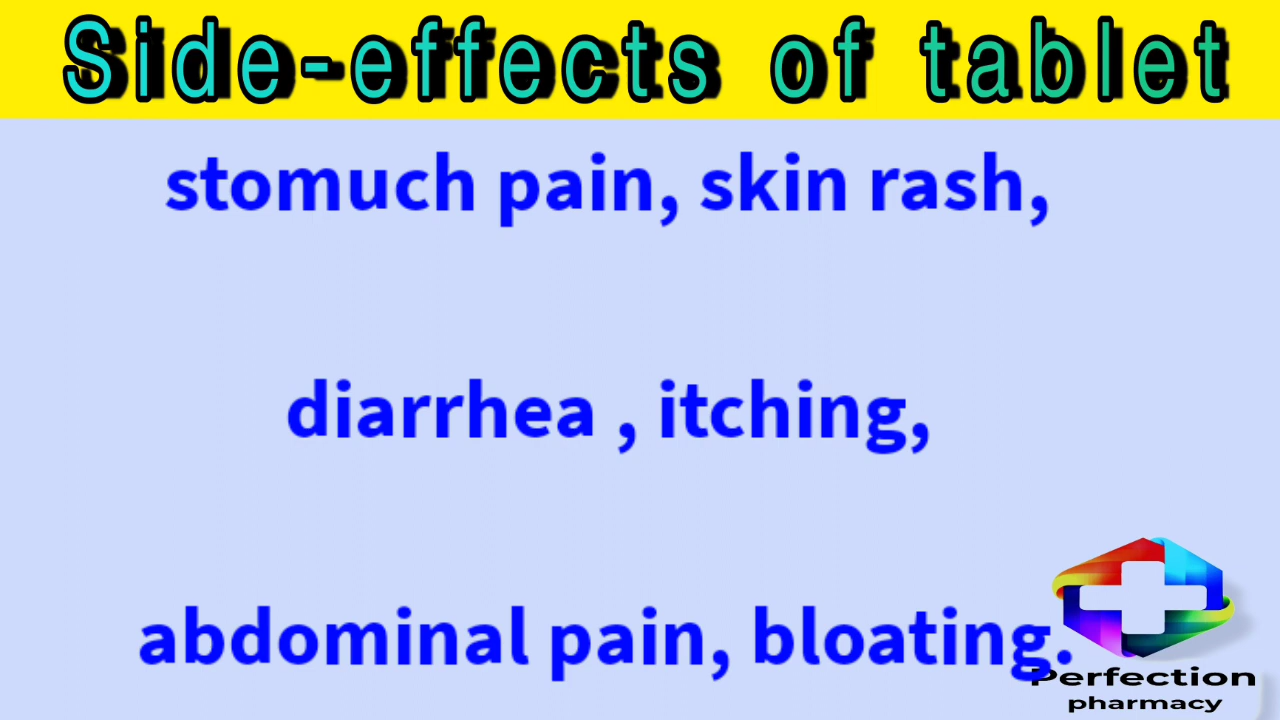 Side-effects of tablet
stomuch pain, skin rash,
diarrhea , itching,
abdominal pain, bloating.
Perfection
pharmacy